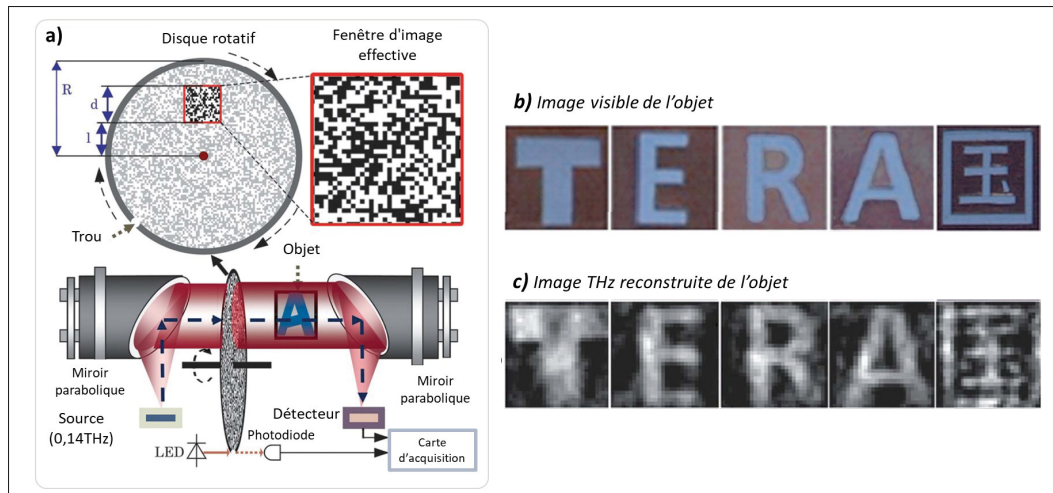 a)
Disque rotatif
Fenêtre d'image
effective
R
d
l
Trou
Objet
A
Miroir
parabolique
Miroir
parabolique
Source
(0,14THz)
Détecteur
Photodiode
LED
Carte
d'acquisition
b) Image visible de l'objet
T E R A 国
c) Image THz reconstruite de l'objet
T E R A